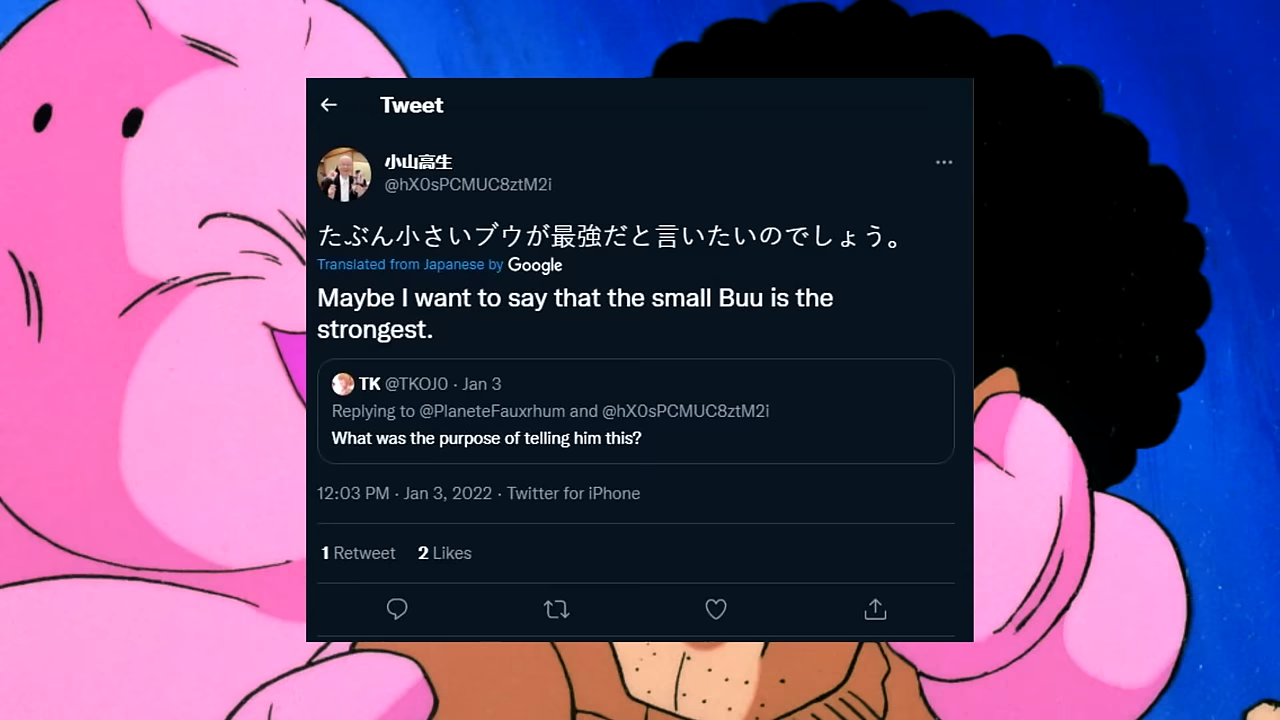 Tweet
小山高生
@hX0sPCMUC8ztM2i
たぶん小さいブウが最強だと言いたいのでしょう。
Translated from Japanese by Google
Maybe I want to say that the small Buu is the
strongest.
TK @TKOJ0 · Jan 3
Replying to @PlaneteFauxrhum and @hX0sPCMUC8ztM2i
What was the purpose of telling him this?
12:03 PM · Jan 3, 2022 · Twitter for iPhone
1 Retweet 2 Likes